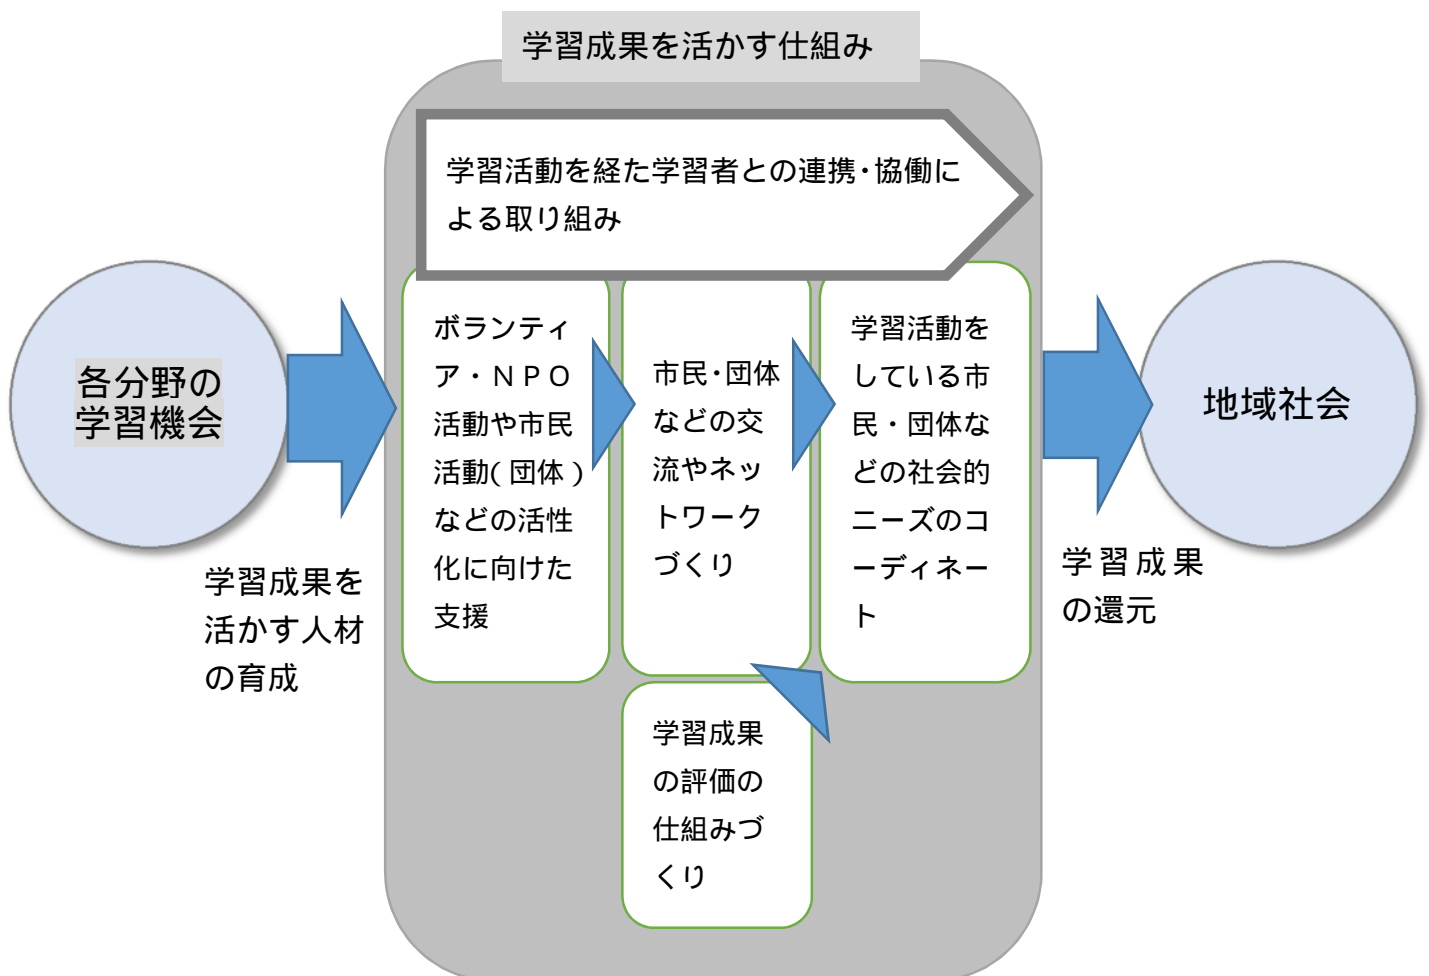 学習成果を活かす仕組み
学習活動を経た学習者との連携・協働に
よる取り組み
各分野の
学習機会
学習成果を
活かす人材
の育成
ボランティ
ア・ＮＰＯ
活動や市民
活動(団体)
などの活性
化に向けた
支援
市民・団体
などの交
流やネッ
トワーク
づくり
学習活動を
している市
民・団体な
どの社会的
ニーズのコ
ーディネー
ト
学習成果
の評価の
仕組みづ
くり
学習成果
の還元
地域社会